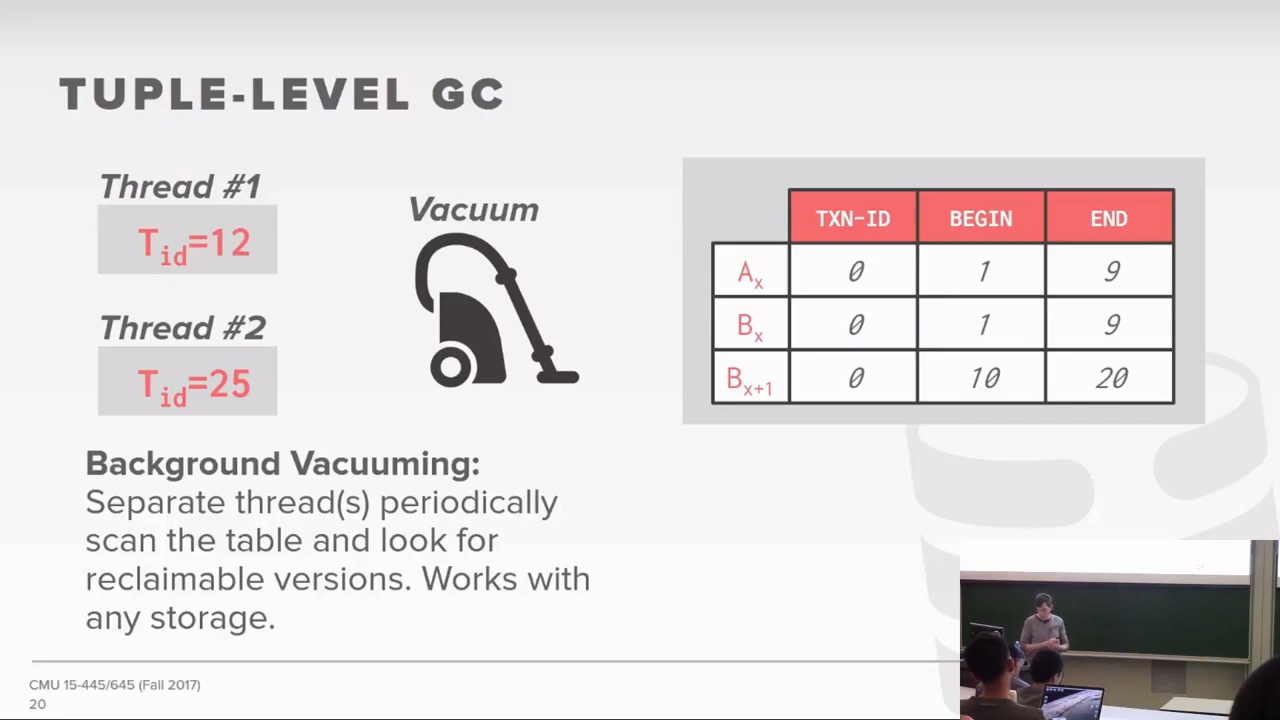 TUPLE-LEVEL GC
Thread #1
Tid=12
Thread #2
Tid=25
Vacuum
TXN-ID BEGIN END
Ax 0 1 9
Bx 0 1 9
Bx+1 0 10 20
Background Vacuuming:
Separate thread(s) periodically
scan the table and look for
reclaimable versions. Works with
any storage.
CMU 15-445/645 (Fall 2017)
20